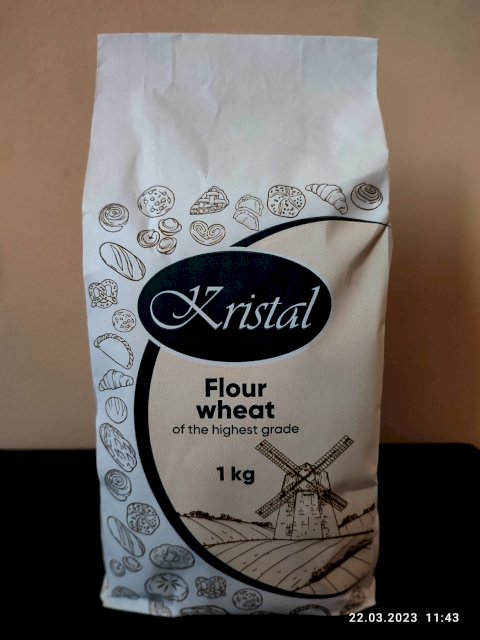 Kristal
Flour
wheat
of the highest grade
1 kg
22.03.2023 11:43